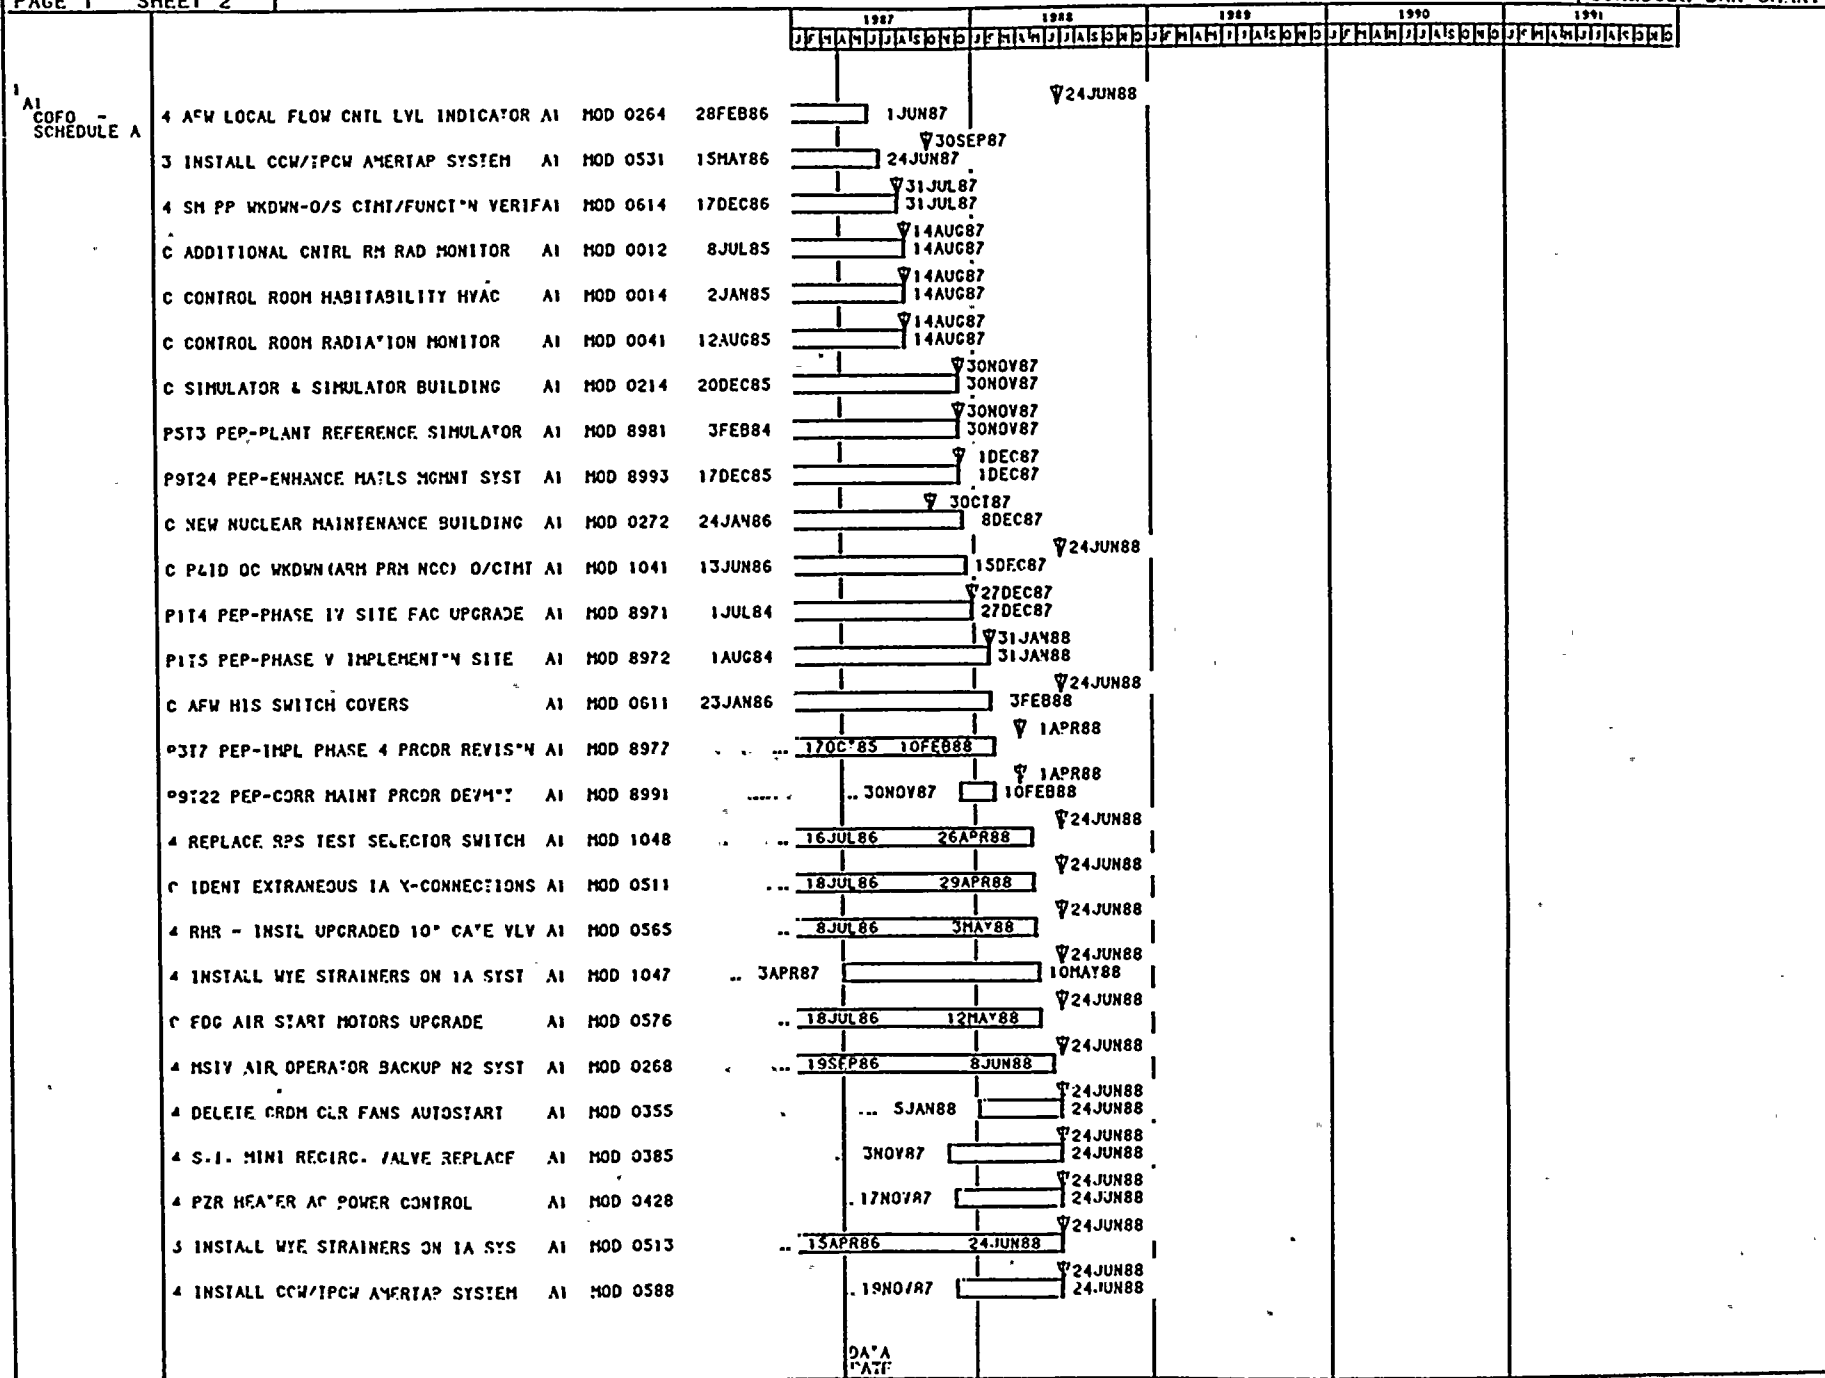 PAGE 1 SHEET 2
1987 1988 1989 1990 1991
J F M A M J J A S O N D J F M A M J J A S O N D J F M A M J J A S O N D J F M A M J J A S O N D J F M A M J J A S O N D
1
A1
COFO -
SCHEDULE A
24JUN88
4 AFW LOCAL FLOW CNTL LVL INDICATOR A1 MOD 0264 28FEB86 1JUN87
30SEP87
3 INSTALL CCW/TPCW AMERTAP SYSTEM A1 MOD 0531 15MAY86 24JUN87
31JUL87
4 SM PP WKDWN-O/S CTMT/FUNCT"N VERIF A1 MOD 0614 17DEC86 31JUL87
14AUG87
C ADDITIONAL CNTRL RM RAD MONITOR A1 MOD 0012 8JUL85 14AUG87
14AUG87
C CONTROL ROOM HABITABILITY HVAC A1 MOD 0014 2JAN85 14AUG87
14AUG87
C CONTROL ROOM RADIATION MONITOR A1 MOD 0041 12AUG85 14AUG87
30NOV87
C SIMULATOR & SIMULATOR BUILDING A1 MOD 0214 20DEC85 30NOV87
30NOV87
P5T3 PEP-PLANT REFERENCE SIMULATOR A1 MOD 8981 3FEB84 30NOV87
1DEC87
P9T24 PEP-ENHANCE MATLS MGMNT SYST A1 MOD 8993 17DEC85 1DEC87
30CT87
C NEW NUCLEAR MAINTENANCE BUILDING A1 MOD 0272 24JAN86 8DEC87
24JUN88
C P&ID OC WKDWN(ARM PRM NCC) O/CTMT A1 MOD 1041 13JUN86 15DEC87
27DEC87
P1T4 PEP-PHASE IV SITE FAC UPGRADE A1 MOD 8971 1JUL84 27DEC87
31JAN88
P1T5 PEP-PHASE V IMPLEMENT"N SITE A1 MOD 8972 1AUG84 31JAN88
24JUN88
C AFW HIS SWITCH COVERS A1 MOD 0611 23JAN86 3FEB88
1APR88
P3T7 PEP-IMPL PHASE 4 PRCDR REVIS"N A1 MOD 8977 17OCT85 10FEB88
1APR88
P9T22 PEP-CORR MAINT PRCDR DEVM"T A1 MOD 8991 30NOV87 10FEB88
24JUN88
4 REPLACE RPS TEST SELECTOR SWITCH A1 MOD 1048 16JUL86 26APR88
24JUN88
C IDENT EXTRANEOUS IA X-CONNECTIONS A1 MOD 0511 18JUL86 29APR88
24JUN88
4 RHR - INSTL UPGRADED 10" GATE VLV A1 MOD 0565 8JUL86 3MAY88
24JUN88
4 INSTALL WYE STRAINERS ON IA SYST A1 MOD 1047 3APR87 10MAY88
24JUN88
C EDG AIR START MOTORS UPGRADE A1 MOD 0576 18JUL86 12MAY88
24JUN88
4 MSIV AIR OPERATOR BACKUP N2 SYST A1 MOD 0268 19SEP86 8JUN88
24JUN88
4 DELETE CRDM CLR FANS AUTOSTART A1 MOD 0355 5JAN88 24JUN88
24JUN88
4 S.I. MINI RECIRC. VALVE REPLACE A1 MOD 0385 3NOV87 24JUN88
24JUN88
4 PZR HEATER AC POWER CONTROL A1 MOD 0428 17NOV87 24JUN88
24JUN88
3 INSTALL WYE STRAINERS ON IA SYS A1 MOD 0513 15APR86 24JUN88
24JUN88
4 INSTALL CCW/TPCW AMERTAP SYSTEM A1 MOD 0588 19NOV87 24JUN88
DATA
DATE